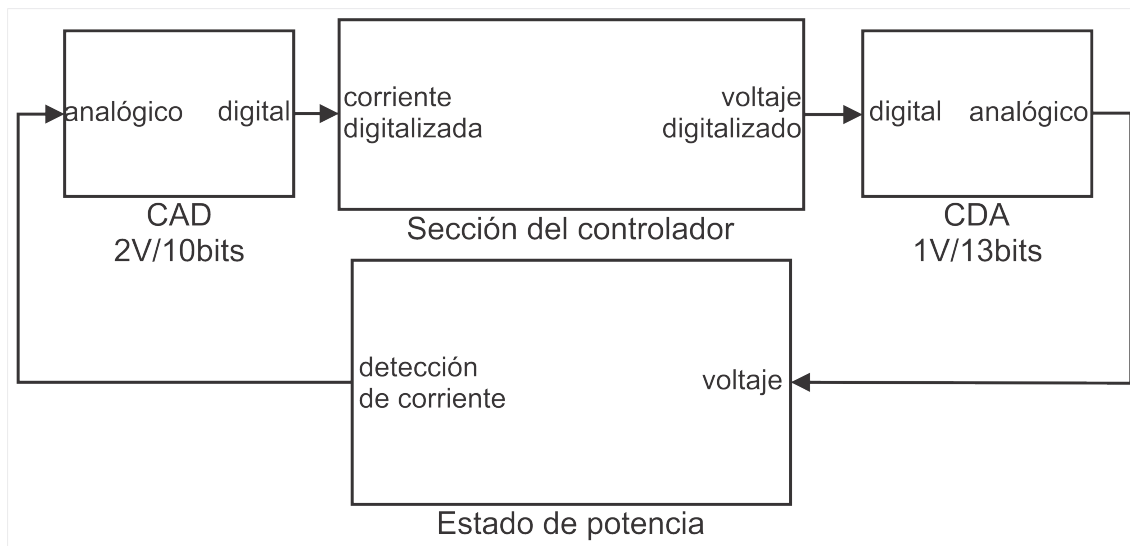 analógico
digital
CAD
2V/10bits
corriente
digitalizada
voltaje
digitalizado
Sección del controlador
digital
analógico
CDA
1V/13bits
detección
de corriente
voltaje
Estado de potencia